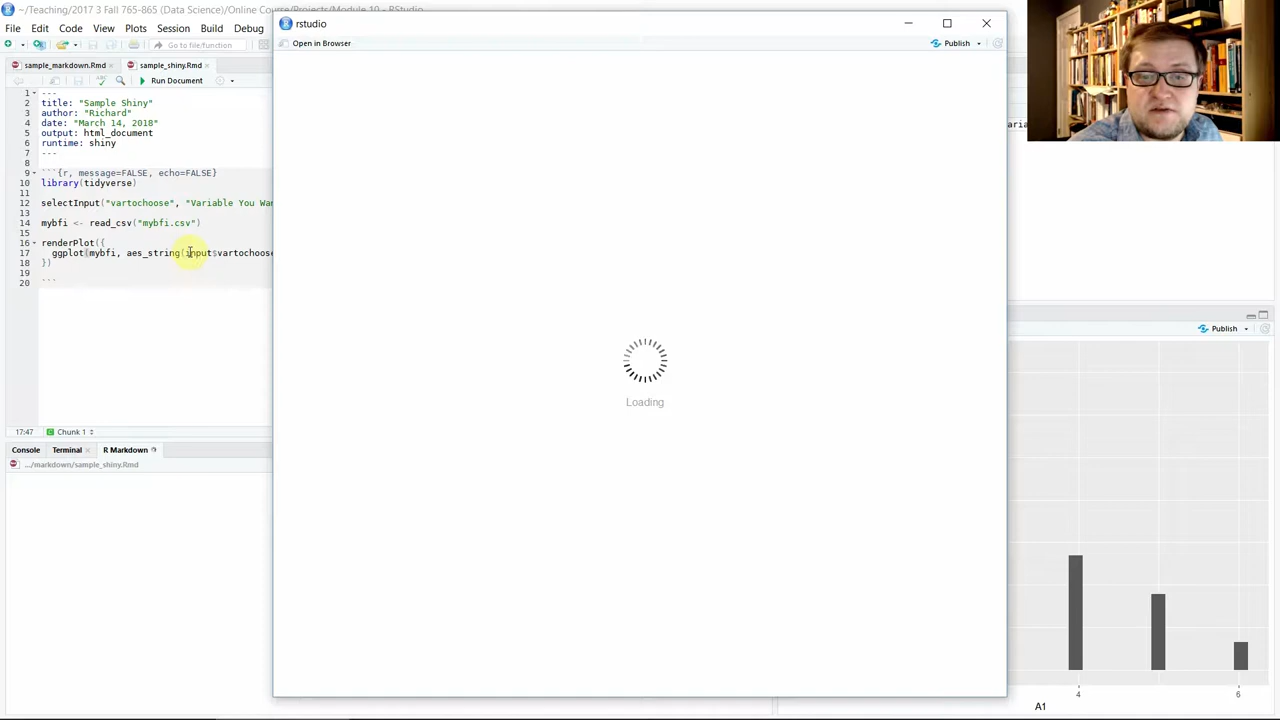 ~/Teaching/2017 3 Fall 765-865 (Data Science)/Online Course/Projects/Module 10 - RStudio
File Edit Code View Plots Session Build Debug
Go to file/function
sample_markdown.Rmd sample_shiny.Rmd
Run Document
1 ---
2 title: "Sample Shiny"
3 author: "Richard"
4 date: "March 14, 2018"
5 output: html_document
6 runtime: shiny
7 ---
8
9 ```{r, message=FALSE, echo=FALSE}
10 library(tidyverse)
11
12 selectInput("vartochoose", "Variable You Wan
13
14 mybfi <- read_csv("mybfi.csv")
15
16 renderPlot({
17 ggplot(mybfi, aes_string(input$vartochoose
18 })
19
20 ```
17:47 Chunk 1
Console Terminal R Markdown
.../markdown/sample_shiny.Rmd
rstudio
Open in Browser Publish
Loading
Publish
4 6
A1